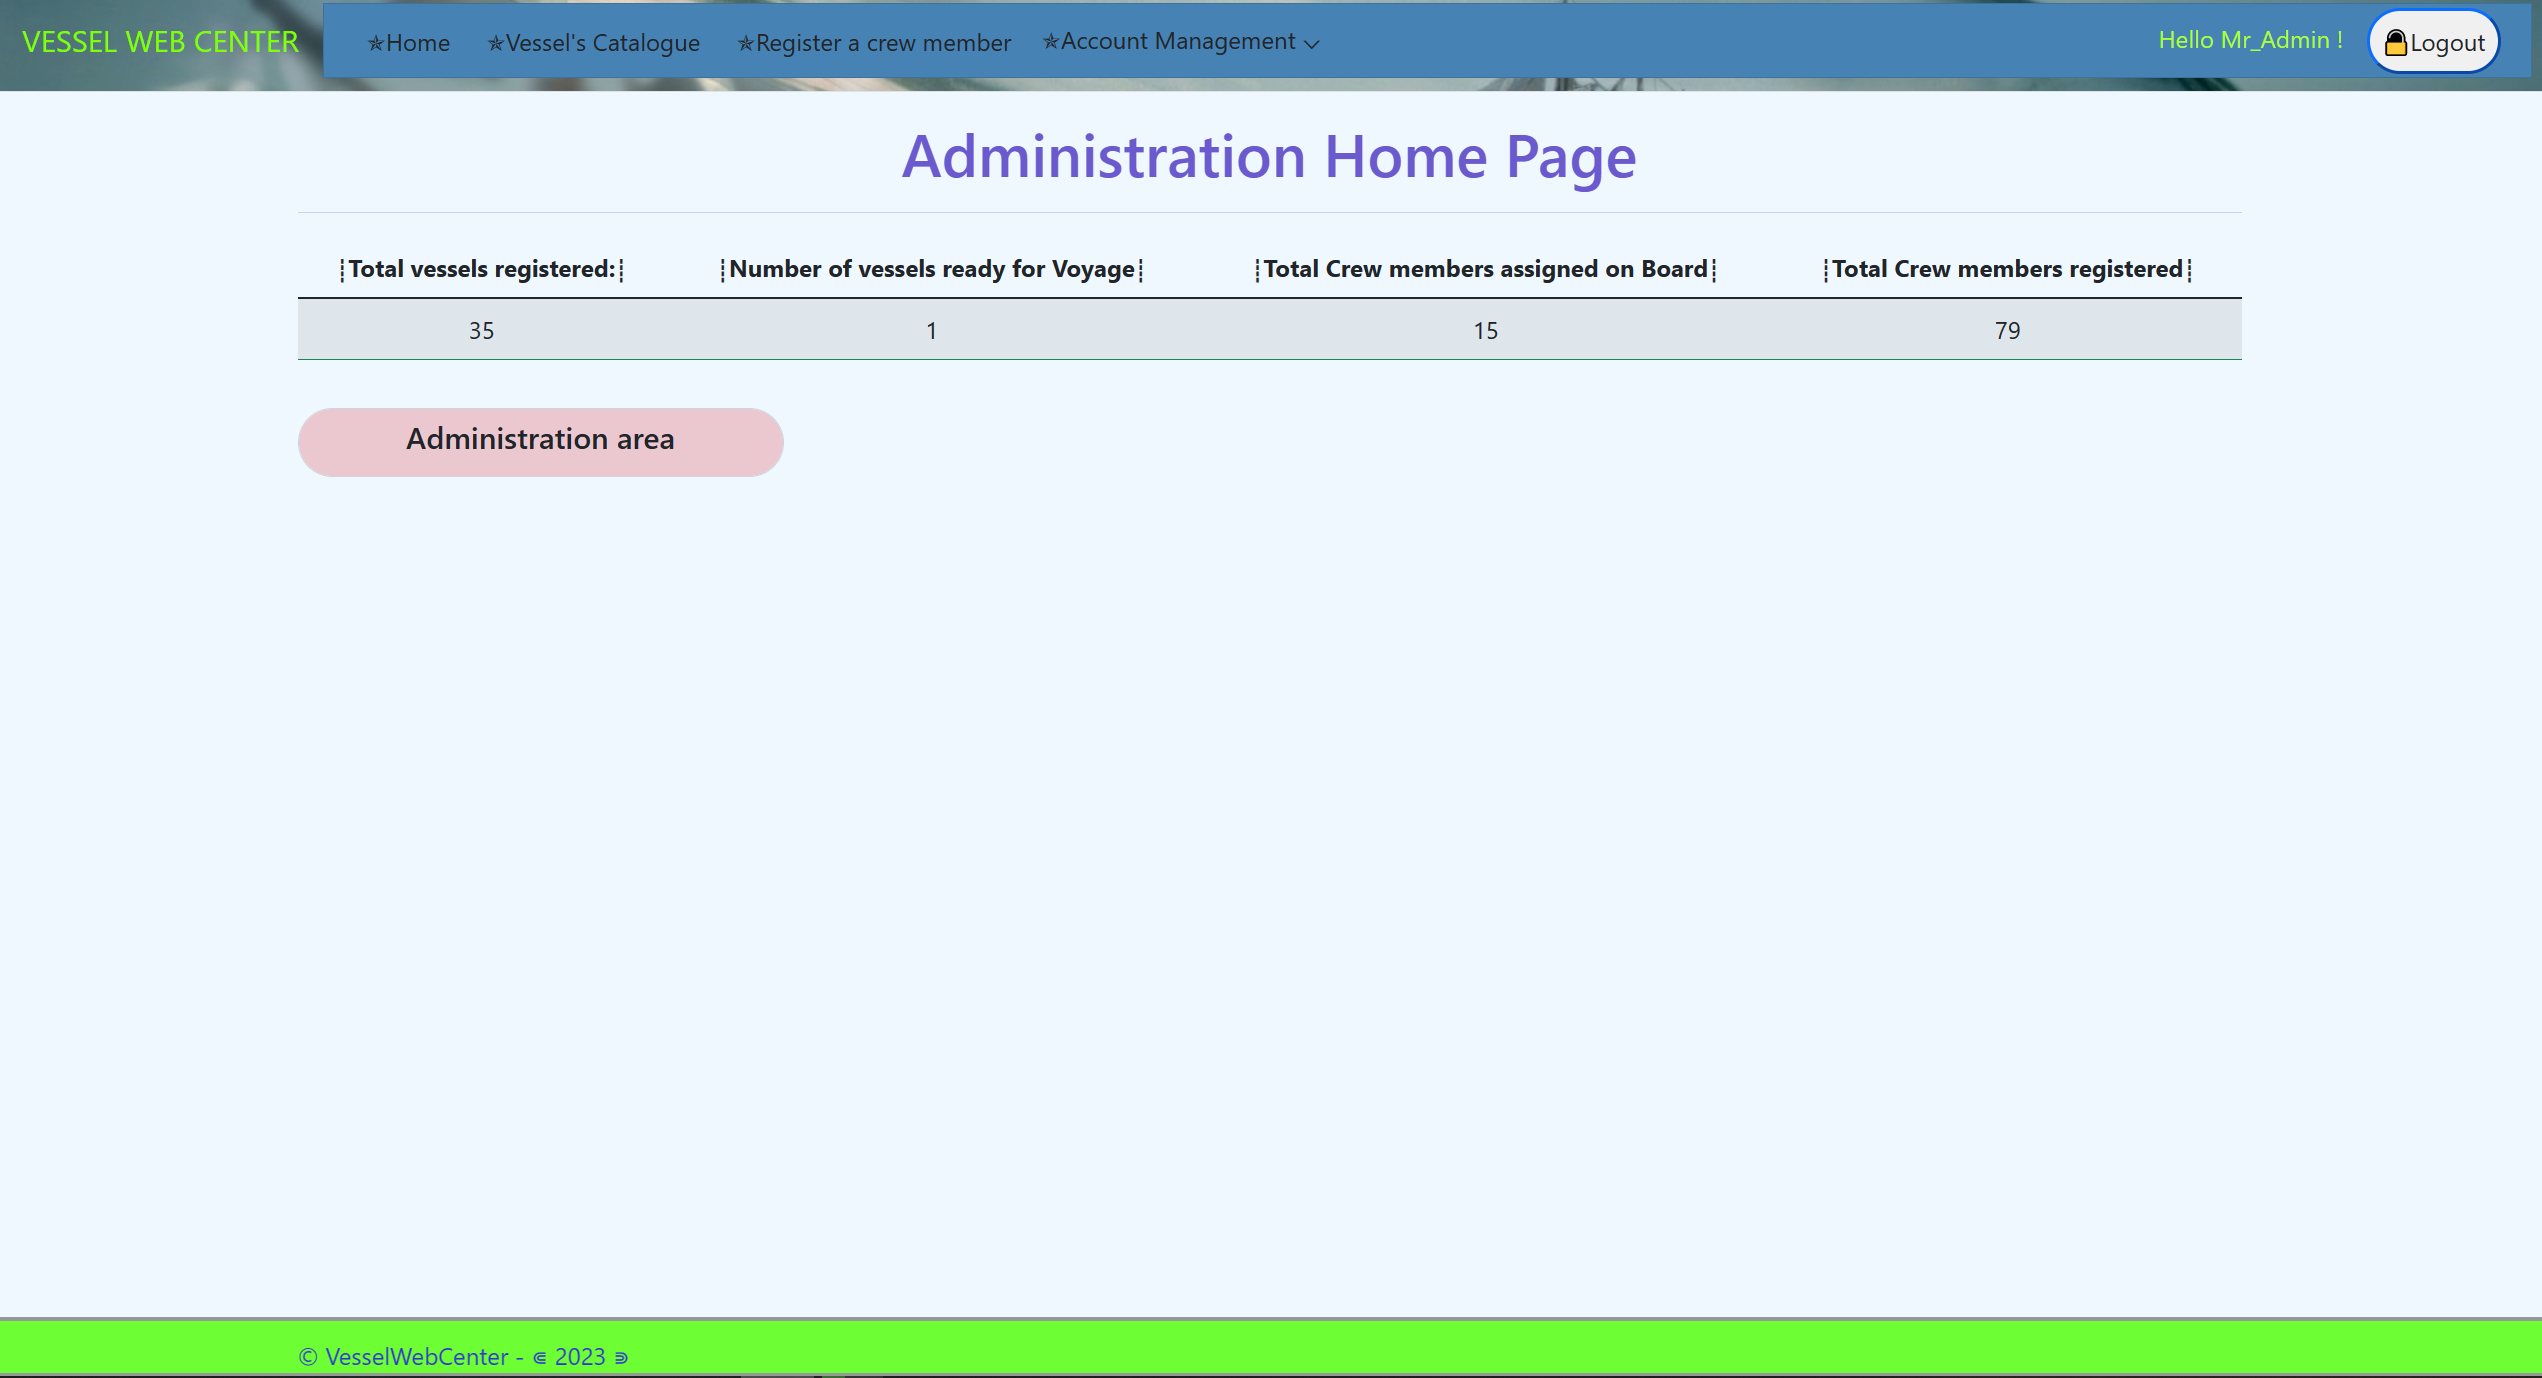 VESSEL WEB CENTER ✯Home ✯Vessel's Catalogue ✯Register a crew member ✯Account Management Hello Mr_Admin ! Logout
Administration Home Page
┊Total vessels registered:┊ ┊Number of vessels ready for Voyage┊ ┊Total Crew members assigned on Board┊ ┊Total Crew members registered┊
35 1 15 79
Administration area
© VesselWebCenter - ⋐ 2023 ⋑